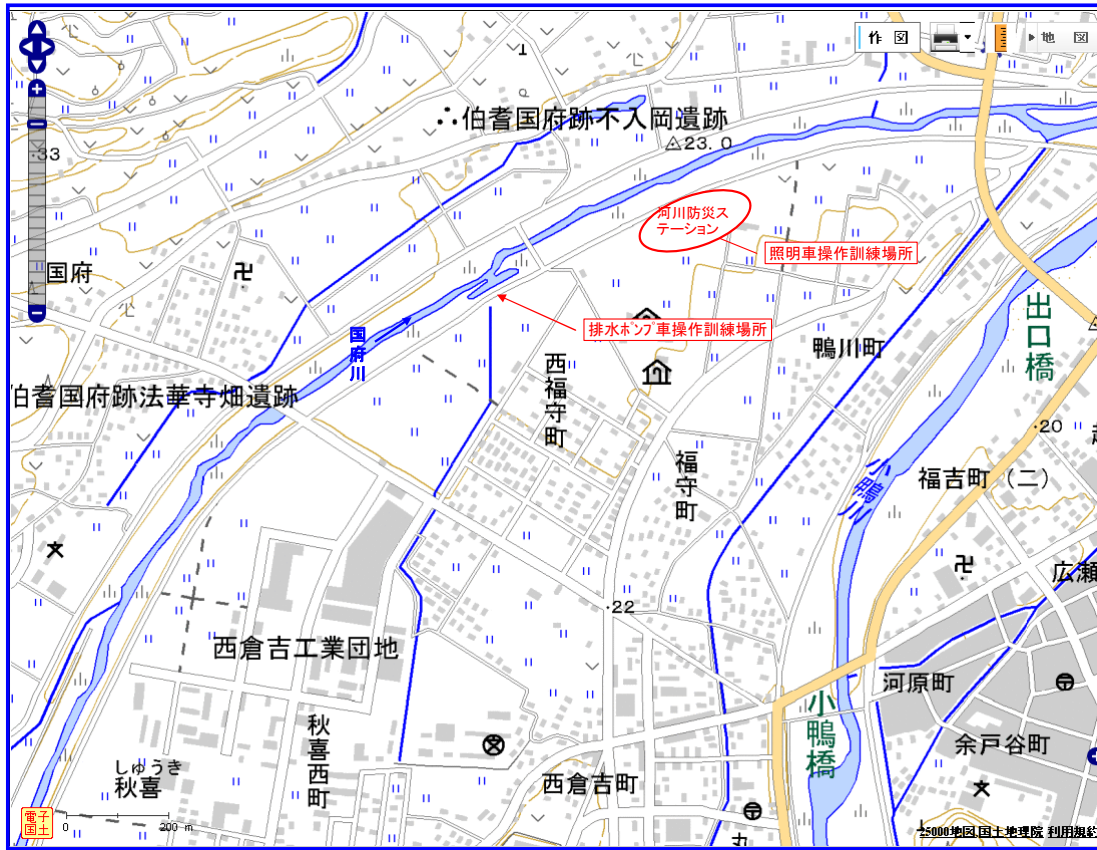 作 図
地 図
∴伯耆国府跡不入岡遺跡
△23.0
・33
河川防災ス
テーション
照明車操作訓練場所
国府
排水ポンプ車操作訓練場所
出口橋
国府川
鴨川町
西福守町
伯耆国府跡法華寺畑遺跡
・20
福守町
小鴨川
福吉町（二）
広瀬
・22
西倉吉工業団地
河原町
小鴨橋
秋喜西町
余戸谷町
しゅうき
秋喜
西倉吉町
電子
国土
0 200 m
25000地図 国土地理院 利用規約